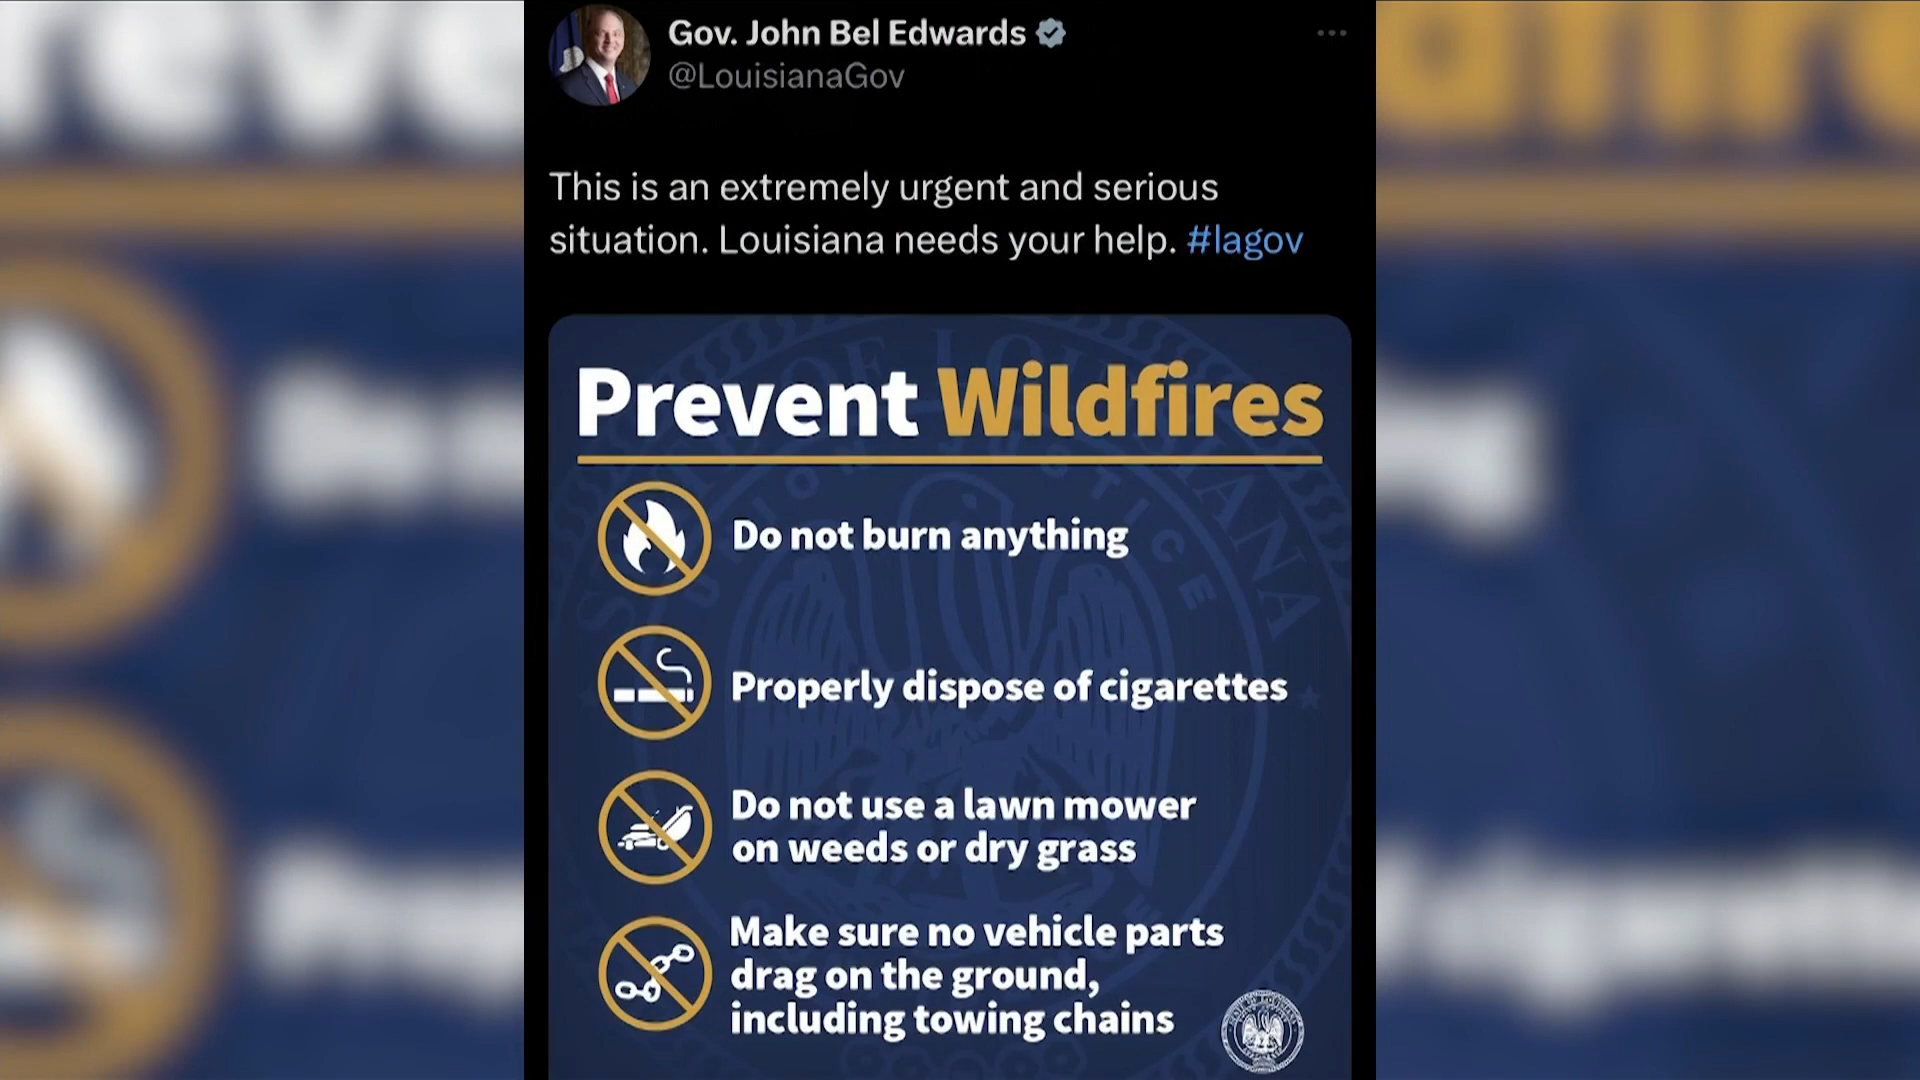 Gov. John Bel Edwards
@LouisianaGov
This is an extremely urgent and serious
situation. Louisiana needs your help. #lagov
Prevent Wildfires
Do not burn anything
Properly dispose of cigarettes
Do not use a lawn mower
on weeds or dry grass
Make sure no vehicle parts
drag on the ground,
including towing chains